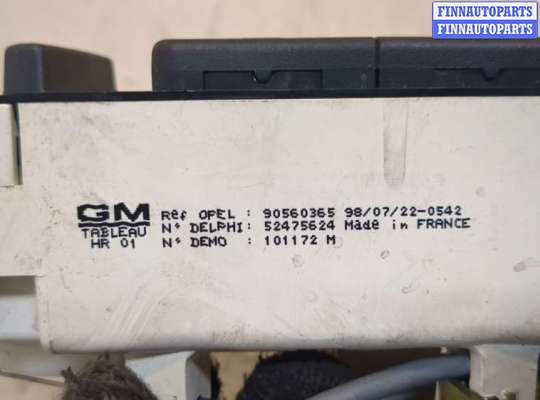 FINNAUTOPARTS
FINNAUTOPARTS
GM Ref OPEL : 90560365 98/07/22-0542
TABLEAU N° DELPHI: 52475624 Made in FRANCE
HR 01 N° DEMO : 101172 M